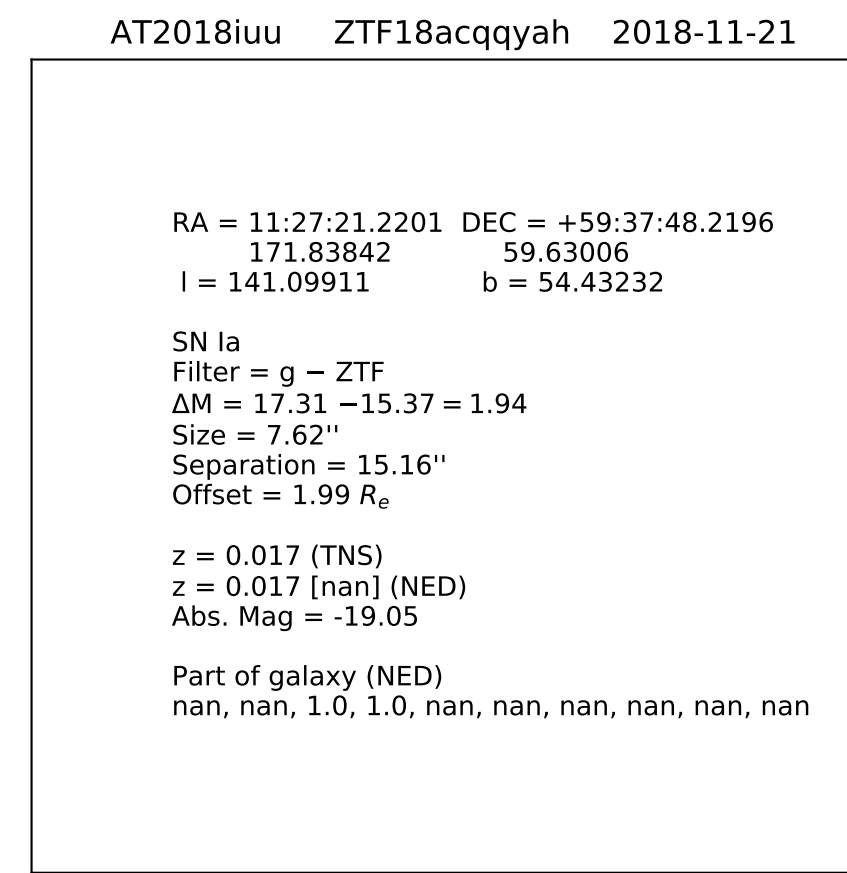 AT2018iuu ZTF18acqqyah 2018-11-21
RA = 11:27:21.2201 DEC = +59:37:48.2196
171.83842 59.63006
l = 141.09911 b = 54.43232
SN Ia
Filter = g − ZTF
ΔM = 17.31 −15.37 = 1.94
Size = 7.62''
Separation = 15.16''
Offset = 1.99 Rₑ
z = 0.017 (TNS)
z = 0.017 [nan] (NED)
Abs. Mag = -19.05
Part of galaxy (NED)
nan, nan, 1.0, 1.0, nan, nan, nan, nan, nan, nan